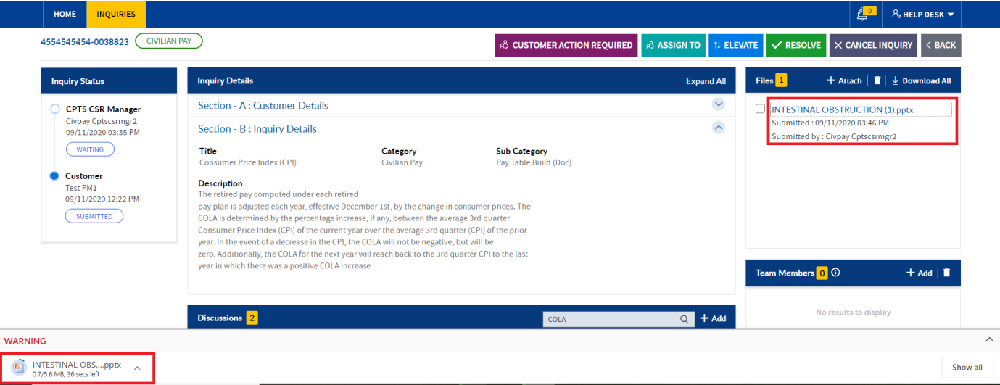 HOME
INQUIRIES
0
HELP DESK
4554545454-0038823
CIVILIAN PAY
CUSTOMER ACTION REQUIRED
ASSIGN TO
ELEVATE
RESOLVE
CANCEL INQUIRY
BACK
Inquiry Status
CPTS CSR Manager
Civpay Cptscsrmgr2
09/11/2020 03:35 PM
WAITING
Customer
Test PM1
09/11/2020 12:22 PM
SUBMITTED
Inquiry Details
Expand All
Section - A : Customer Details
Section - B : Inquiry Details
Title
Consumer Price Index (CPI)
Category
Civilian Pay
Sub Category
Pay Table Build (Doc)
Description
The retired pay computed under each retired
pay plan is adjusted each year, effective December 1st, by the change in consumer prices. The
COLA is determined by the percentage increase, if any, between the average 3rd quarter
Consumer Price Index (CPI) of the current year over the average 3rd quarter (CPI) of the prior
year. In the event of a decrease in the CPI, the COLA will not be negative, but will be
zero. Additionally, the COLA for the next year will reach back to the 3rd quarter CPI to the last
year in which there was a positive COLA increase
Discussions 2
COLA
+ Add
Files 1
+ Attach
Download All
INTESTINAL OBSTRUCTION (1).pptx
Submitted : 09/11/2020 03:46 PM
Submitted by : Civpay Cptscsrmgr2
Team Members 0
+ Add
No results to display
WARNING
INTESTINAL OBS....pptx
0.7/5.6 MB, 36 secs left
Show all